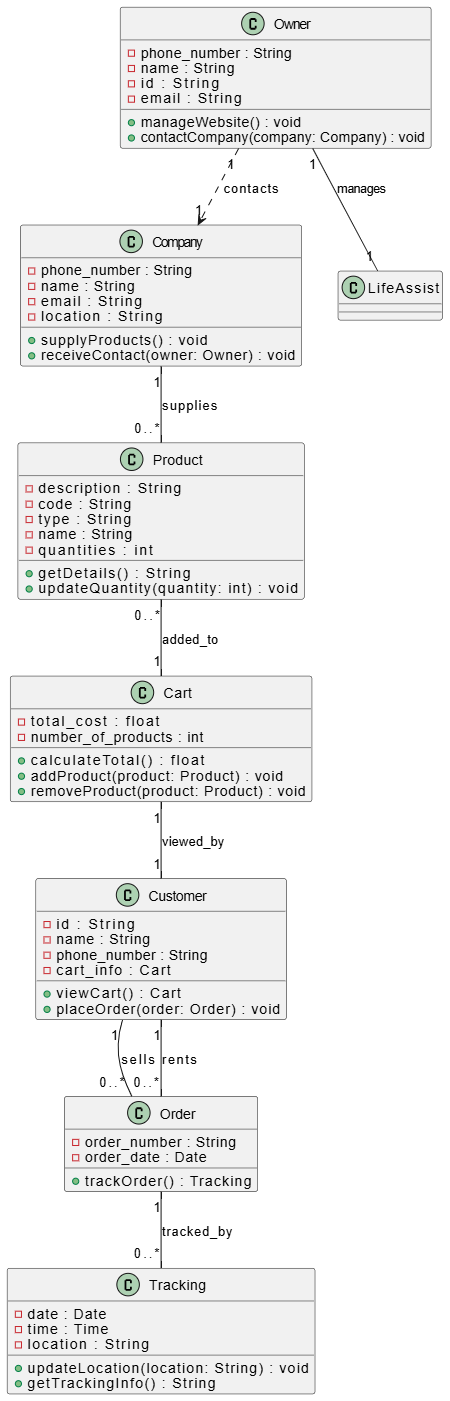 C Owner
phone_number : String
name : String
id : String
email : String
manageWebsite() : void
contactCompany(company: Company) : void
1
1
contacts
manages
1
1
C Company
phone_number : String
name : String
email : String
location : String
supplyProducts() : void
receiveContact(owner: Owner) : void
C LifeAssist
1
supplies
0..*
C Product
description : String
code : String
type : String
name : String
quantities : int
getDetails() : String
updateQuantity(quantity: int) : void
0..*
added_to
1
C Cart
total_cost : float
number_of_products : int
calculateTotal() : float
addProduct(product: Product) : void
removeProduct(product: Product) : void
1
viewed_by
1
C Customer
id : String
name : String
phone_number : String
cart_info : Cart
viewCart() : Cart
placeOrder(order: Order) : void
1
1
sells
rents
0..*
0..*
C Order
order_number : String
order_date : Date
trackOrder() : Tracking
1
tracked_by
0..*
C Tracking
date : Date
time : Time
location : String
updateLocation(location: String) : void
getTrackingInfo() : String